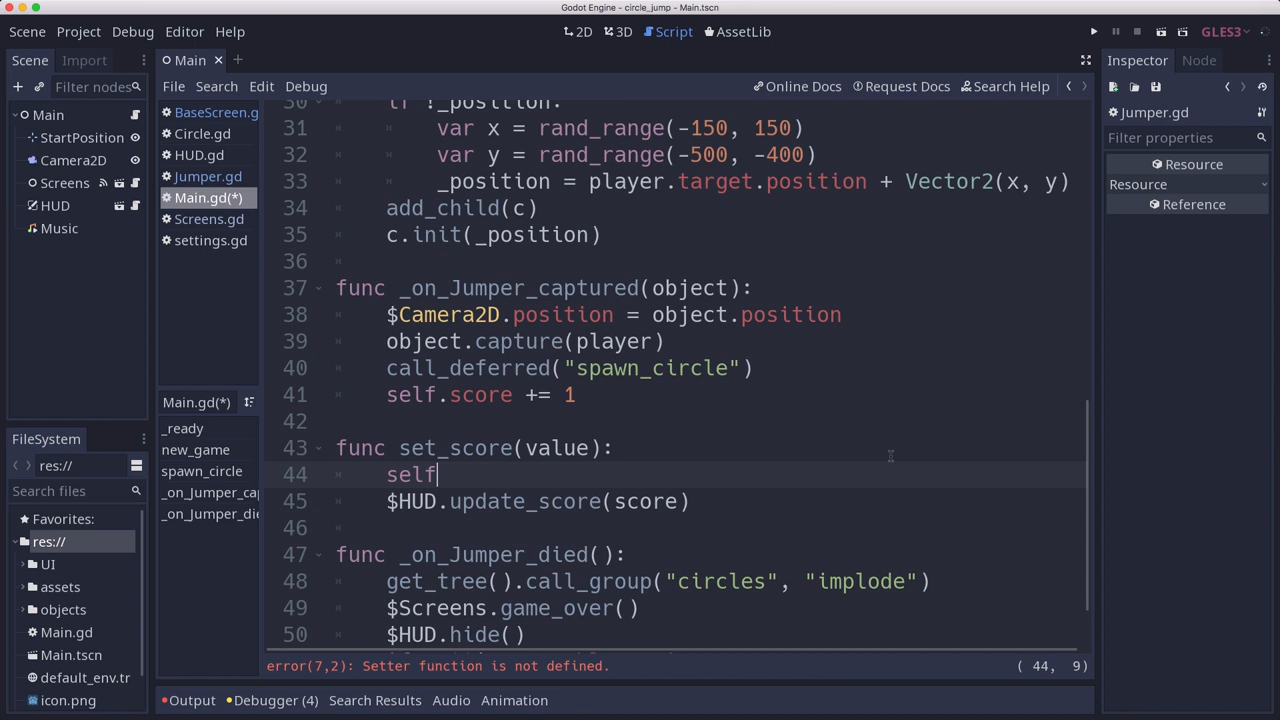 Godot Engine - circle_jump - Main.tscn
Scene Project Debug Editor Help
2D 3D Script AssetLib
GLES3
Scene Import
Filter nodes
Main
StartPosition
Camera2D
Screens
HUD
Music
FileSystem
res://
Search files
Favorites:
res://
UI
assets
objects
Main.gd
Main.tscn
default_env.tr
icon.png
Main
File Search Edit Debug
Online Docs Request Docs Search Help
BaseScreen.g
Circle.gd
HUD.gd
Jumper.gd
Main.gd(*)
Screens.gd
settings.gd
Main.gd(*)
_ready
new_game
spawn_circle
_on_Jumper_ca
_on_Jumper_die
30 if !_position:
31 var x = rand_range(-150, 150)
32 var y = rand_range(-500, -400)
33 _position = player.target.position + Vector2(x, y)
34 add_child(c)
35 c.init(_position)
36
37 func _on_Jumper_captured(object):
38 $Camera2D.position = object.position
39 object.capture(player)
40 call_deferred("spawn_circle")
41 self.score += 1
42
43 func set_score(value):
44 self
45 $HUD.update_score(score)
46
47 func _on_Jumper_died():
48 get_tree().call_group("circles", "implode")
49 $Screens.game_over()
50 $HUD.hide()
error(7,2): Setter function is not defined.
( 44, 9)
Output Debugger (4) Search Results Audio Animation
Inspector Node
Jumper.gd
Filter properties
Resource
Resource
Reference